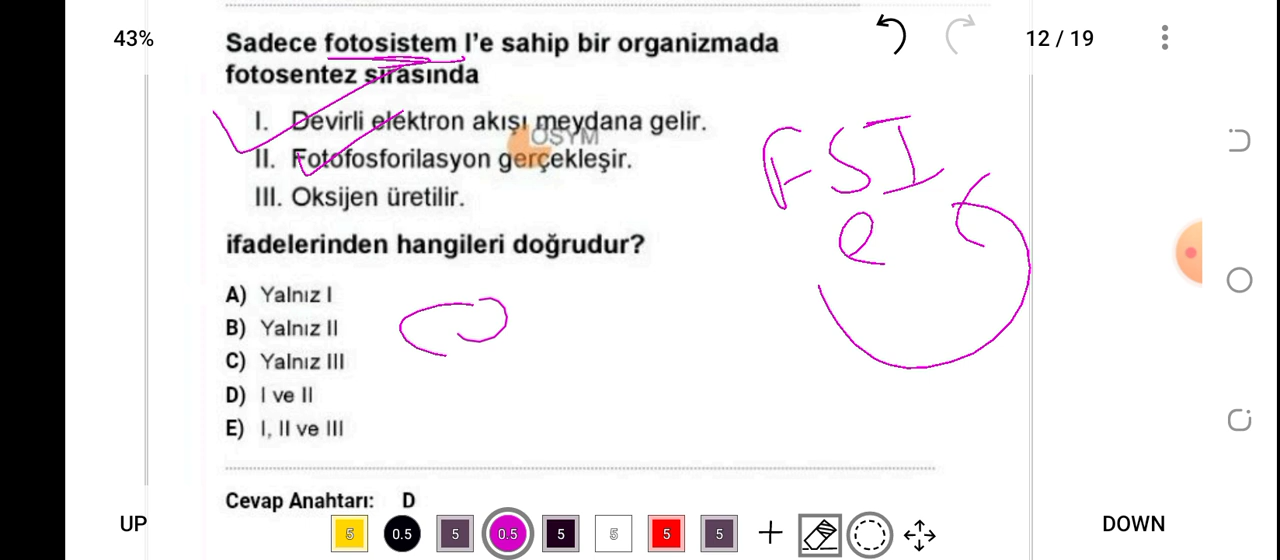 43%
12 / 19
Sadece fotosistem I'e sahip bir organizmada
fotosentez sırasında
I. Devirli elektron akışı meydana gelir.
ÖSYM
II. Fotofosforilasyon gerçekleşir.
III. Oksijen üretilir.
FSI
e
ifadelerinden hangileri doğrudur?
A) Yalnız I
B) Yalnız II
C) Yalnız III
D) I ve II
E) I, II ve III
Cevap Anahtarı: D
UP
5 0.5 5 0.5 5 5 5 5 +
DOWN